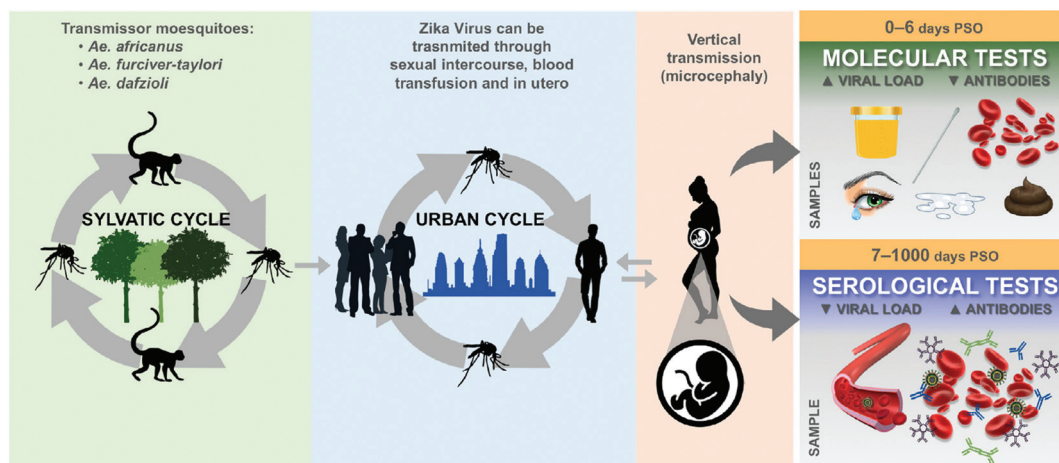 Transmissor moesquitoes:
• Ae. africanus
• Ae. furciver-taylori
• Ae. dafzioli
SYLVATIC CYCLE
Zika Virus can be
trasnmited through
sexual intercourse, blood
transfusion and in utero
URBAN CYCLE
Vertical
transmission
(microcephaly)
0–6 days PSO
MOLECULAR TESTS
▲ VIRAL LOAD ▼ ANTIBODIES
SAMPLES
7–1000 days PSO
SEROLOGICAL TESTS
▼ VIRAL LOAD ▲ ANTIBODIES
SAMPLE